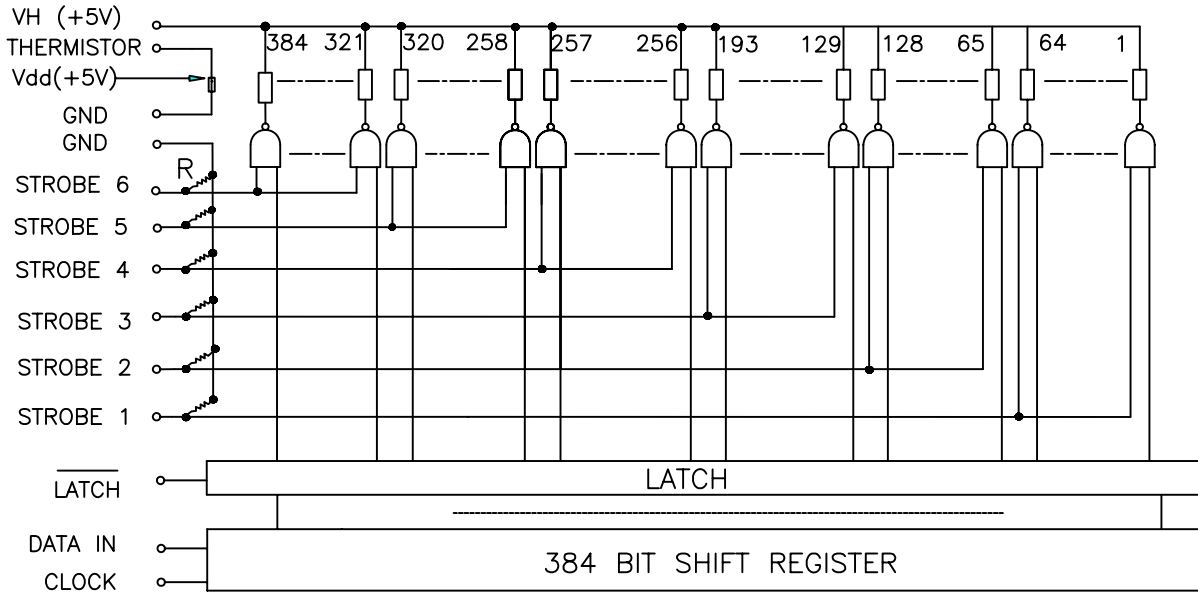 VH (+5V)
384 321 320 258 257 256 193 129 128 65 64 1
THERMISTOR
Vdd(+5V)
GND
GND
R
STROBE 6
STROBE 5
STROBE 4
STROBE 3
STROBE 2
STROBE 1
LATCH
LATCH
DATA IN
384 BIT SHIFT REGISTER
CLOCK